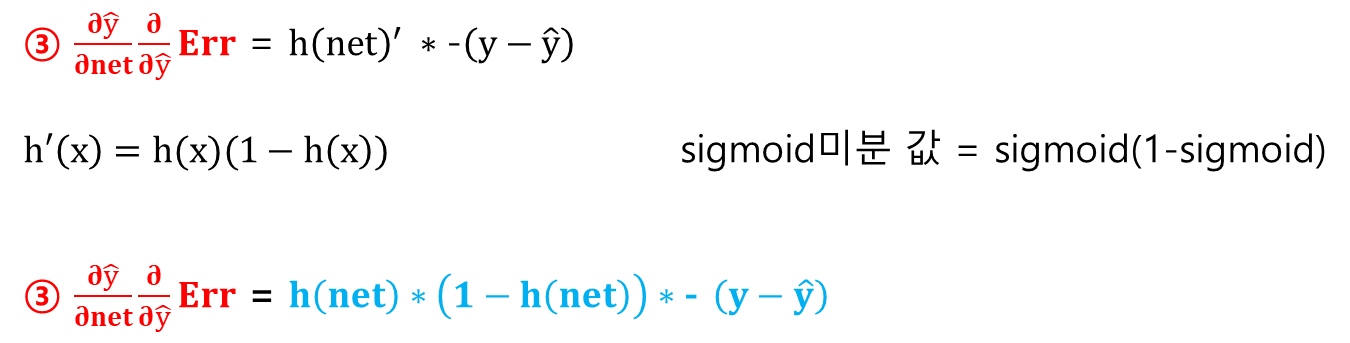 ③ ∂ŷ/∂net ∂/∂ŷ Err = h(net)′ * -(y − ŷ)
h′(x) = h(x)(1 − h(x)) sigmoid미분 값 = sigmoid(1-sigmoid)
③ ∂ŷ/∂net ∂/∂ŷ Err = h(net) * (1 − h(net)) * - (y − ŷ)